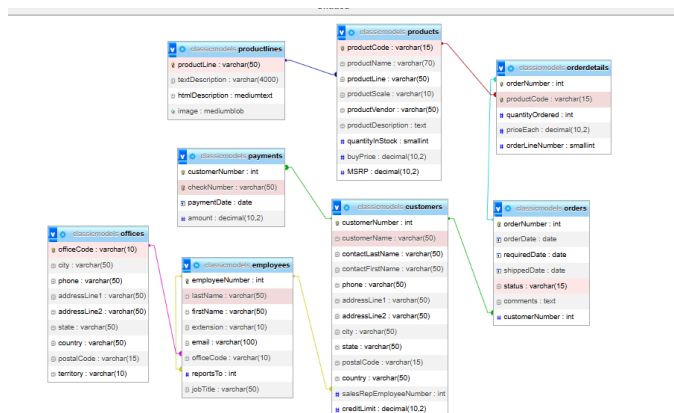 classicmodels productlines
productLine : varchar(50)
textDescription : varchar(4000)
htmlDescription : mediumtext
image : mediumblob
classicmodels products
productCode : varchar(15)
productName : varchar(70)
productLine : varchar(50)
productScale : varchar(10)
productVendor : varchar(50)
productDescription : text
quantityInStock : smallint
buyPrice : decimal(10,2)
MSRP : decimal(10,2)
classicmodels orderdetails
orderNumber : int
productCode : varchar(15)
quantityOrdered : int
priceEach : decimal(10,2)
orderLineNumber : smallint
classicmodels payments
customerNumber : int
checkNumber : varchar(50)
paymentDate : date
amount : decimal(10,2)
classicmodels customers
customerNumber : int
customerName : varchar(50)
contactLastName : varchar(50)
contactFirstName : varchar(50)
phone : varchar(50)
addressLine1 : varchar(50)
addressLine2 : varchar(50)
city : varchar(50)
state : varchar(50)
postalCode : varchar(15)
country : varchar(50)
salesRepEmployeeNumber : int
creditLimit : decimal(10,2)
classicmodels orders
orderNumber : int
orderDate : date
requiredDate : date
shippedDate : date
status : varchar(15)
comments : text
customerNumber : int
classicmodels offices
officeCode : varchar(10)
city : varchar(50)
phone : varchar(50)
addressLine1 : varchar(50)
addressLine2 : varchar(50)
state : varchar(50)
country : varchar(50)
postalCode : varchar(15)
territory : varchar(10)
classicmodels employees
employeeNumber : int
lastName : varchar(50)
firstName : varchar(50)
extension : varchar(10)
email : varchar(100)
officeCode : varchar(10)
reportsTo : int
jobTitle : varchar(50)